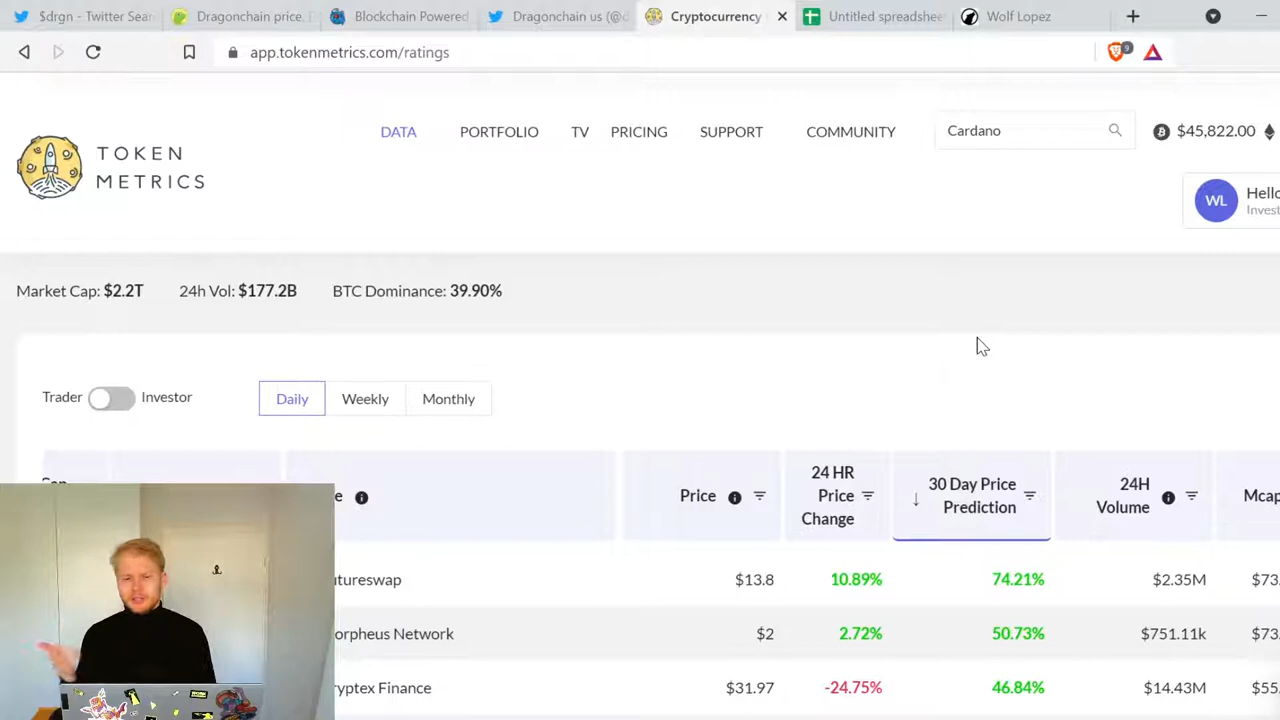 $drgn - Twitter Sear
Dragonchain price, D
Blockchain Powered
Dragonchain us (@d
Cryptocurrency
Untitled spreadshee
Wolf Lopez
app.tokenmetrics.com/ratings
9
TOKEN
METRICS
DATA
PORTFOLIO
TV
PRICING
SUPPORT
COMMUNITY
Cardano
$45,822.00
WL
Hello
Invest
Market Cap: $2.2T
24h Vol: $177.2B
BTC Dominance: 39.90%
Trader
Investor
Daily
Weekly
Monthly
e
Price
24 HR
Price
Change
30 Day Price
Prediction
24H
Volume
Mcap
utureswap
$13.8
10.89%
74.21%
$2.35M
$73.
orpheus Network
$2
2.72%
50.73%
$751.11k
$73.
ryptex Finance
$31.97
-24.75%
46.84%
$14.43M
$55.